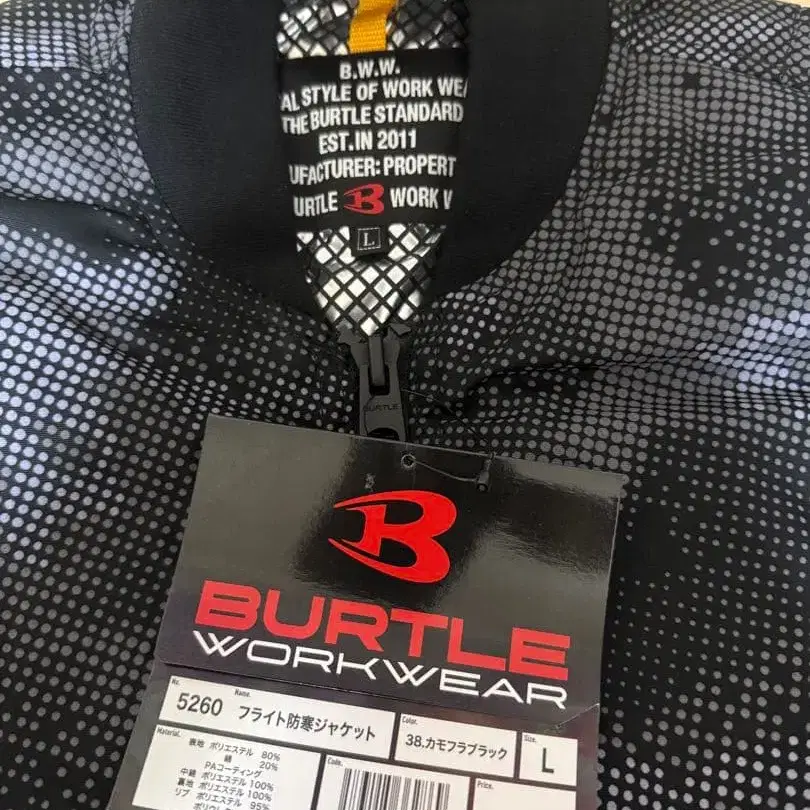 B.W.W.
AL STYLE OF WORK WEA
THE BURTLE STANDARD
EST.IN 2011
UFACTURER: PROPERT
URTLE B WORK W
L
BURTLE
B
BURTLE
WORKWEAR
No. 5260 Name. フライト防寒ジャケット Color. 38.カモフラブラック Size. L
Material. 表地 ポリエステル 80%
綿 20%
PAコーティング
中綿 ポリエステル 100%
裏地 ポリエステル 100%
リブ ポリエステル 95%
Code.
Price.